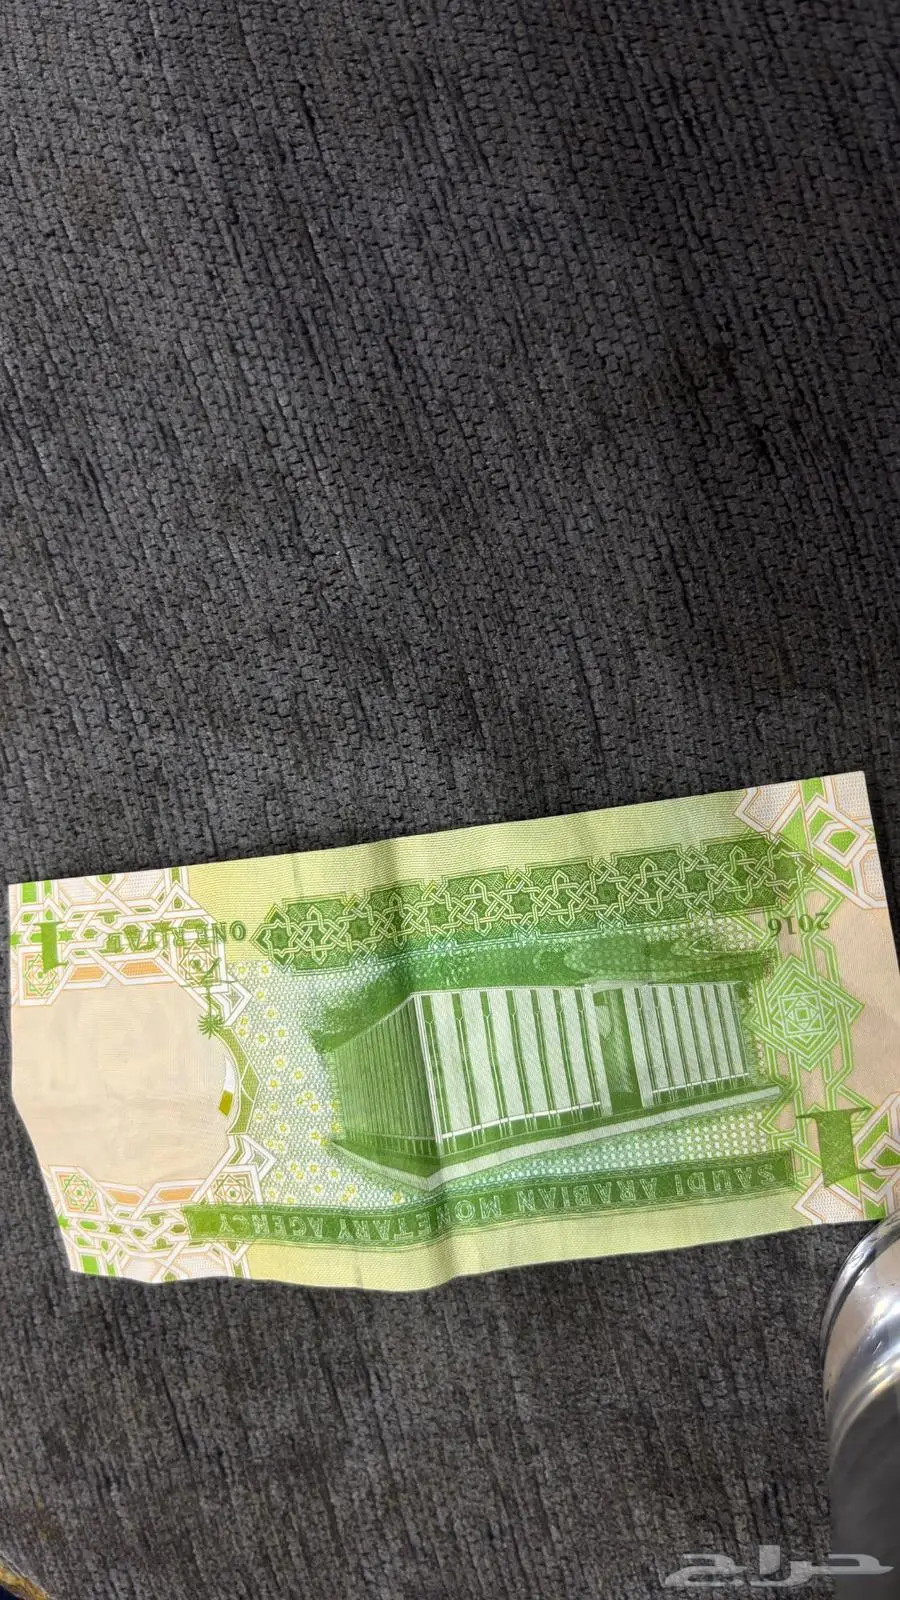 SAUDI ARABIAN MONETARY AGENCY
1
2016
ONE RIYAL
1
حراج